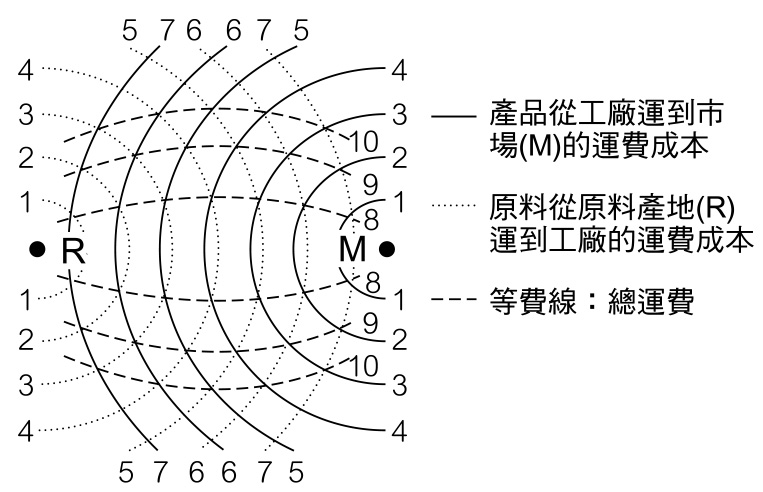 5 7 6 6 7 5
4 4
3 3
10
2 2
9
1 1
8
R M
8
1 1
9
2 2
10
3 3
4 4
5 7 6 6 7 5
產品從工廠運到市
場(M)的運費成本
原料從原料產地(R)
運到工廠的運費成本
等費線：總運費